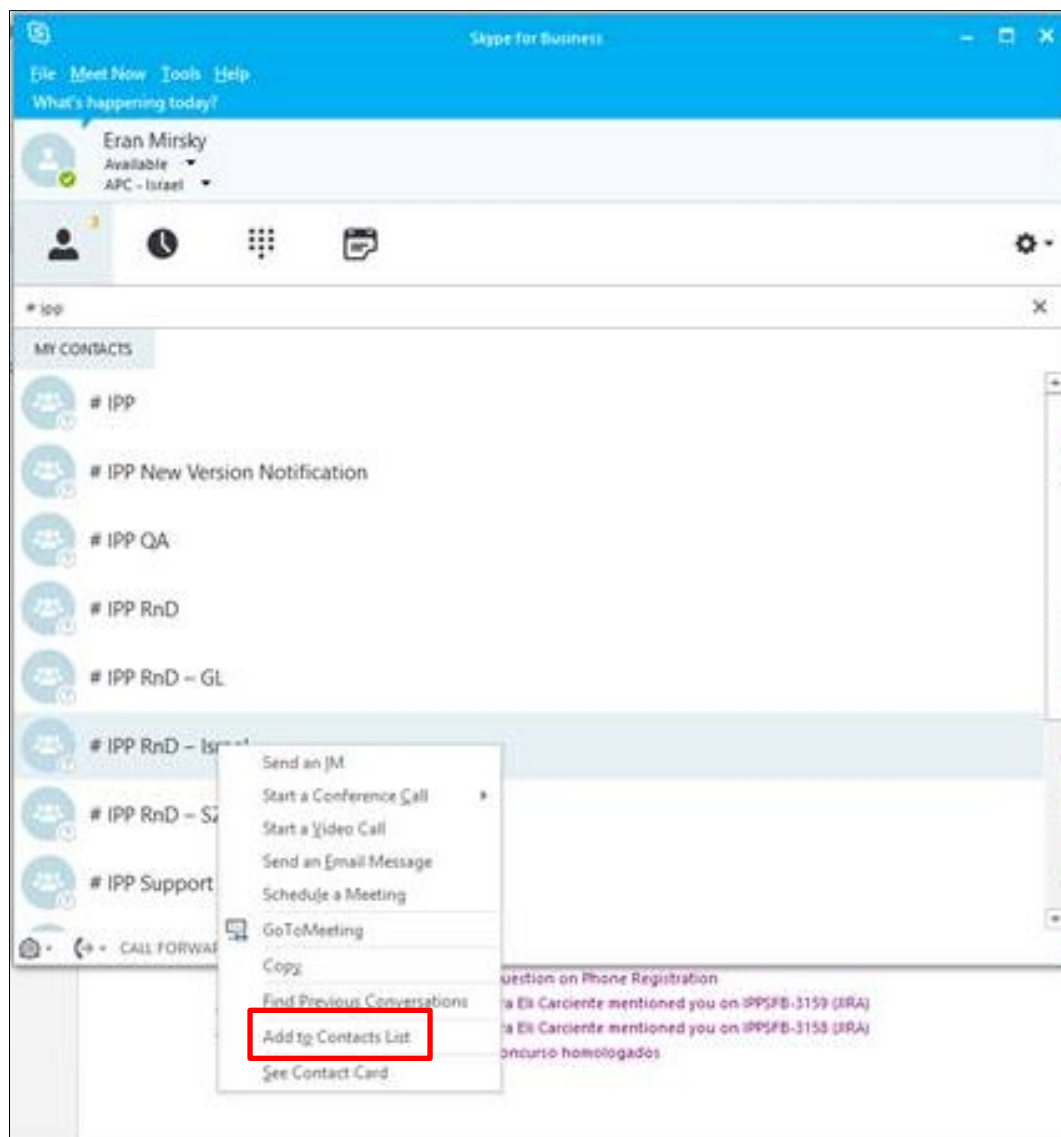 Skype for Business
File Meet Now Tools Help
What's happening today?
Eran Mirsky
Available
APC - Israel
3
# ipp
MY CONTACTS
# IPP
# IPP New Version Notification
# IPP QA
# IPP RnD
# IPP RnD – GL
# IPP RnD –
# IPP RnD –
# IPP Support
Send an IM
Start a Conference Call
Start a Video Call
Send an Email Message
Schedule a Meeting
GoToMeeting
Copy
Find Previous Conversations
Add to Contacts List
See Contact Card
CALL FORWAR
uestion on Phone Registration
ra Eli Carciente mentioned you on IPPSFB-3159 (JIRA)
ra Eli Carciente mentioned you on IPPSFB-3158 (JIRA)
oncurso homologados